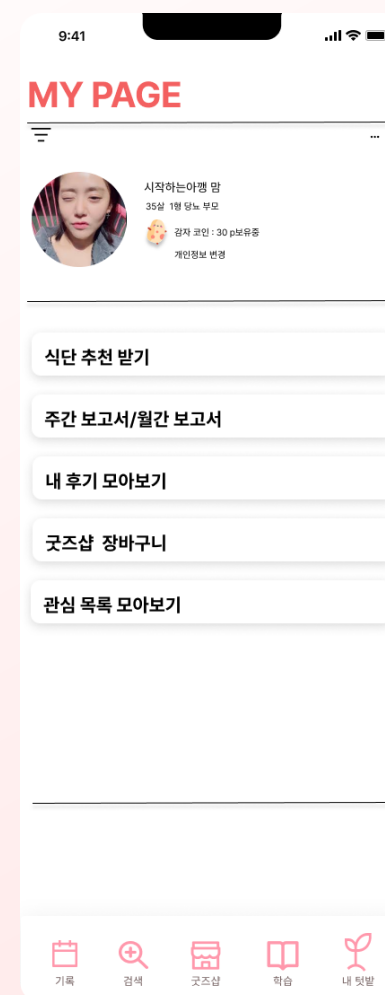 9:41
MY PAGE
...
시작하는아깽 맘
35살 1형 당뇨 부모
감자 코인 : 30 p보유중
개인정보 변경
식단 추천 받기
주간 보고서/월간 보고서
내 후기 모아보기
굿즈샵 장바구니
관심 목록 모아보기
기록 검색 굿즈샵 학습 내 텃밭